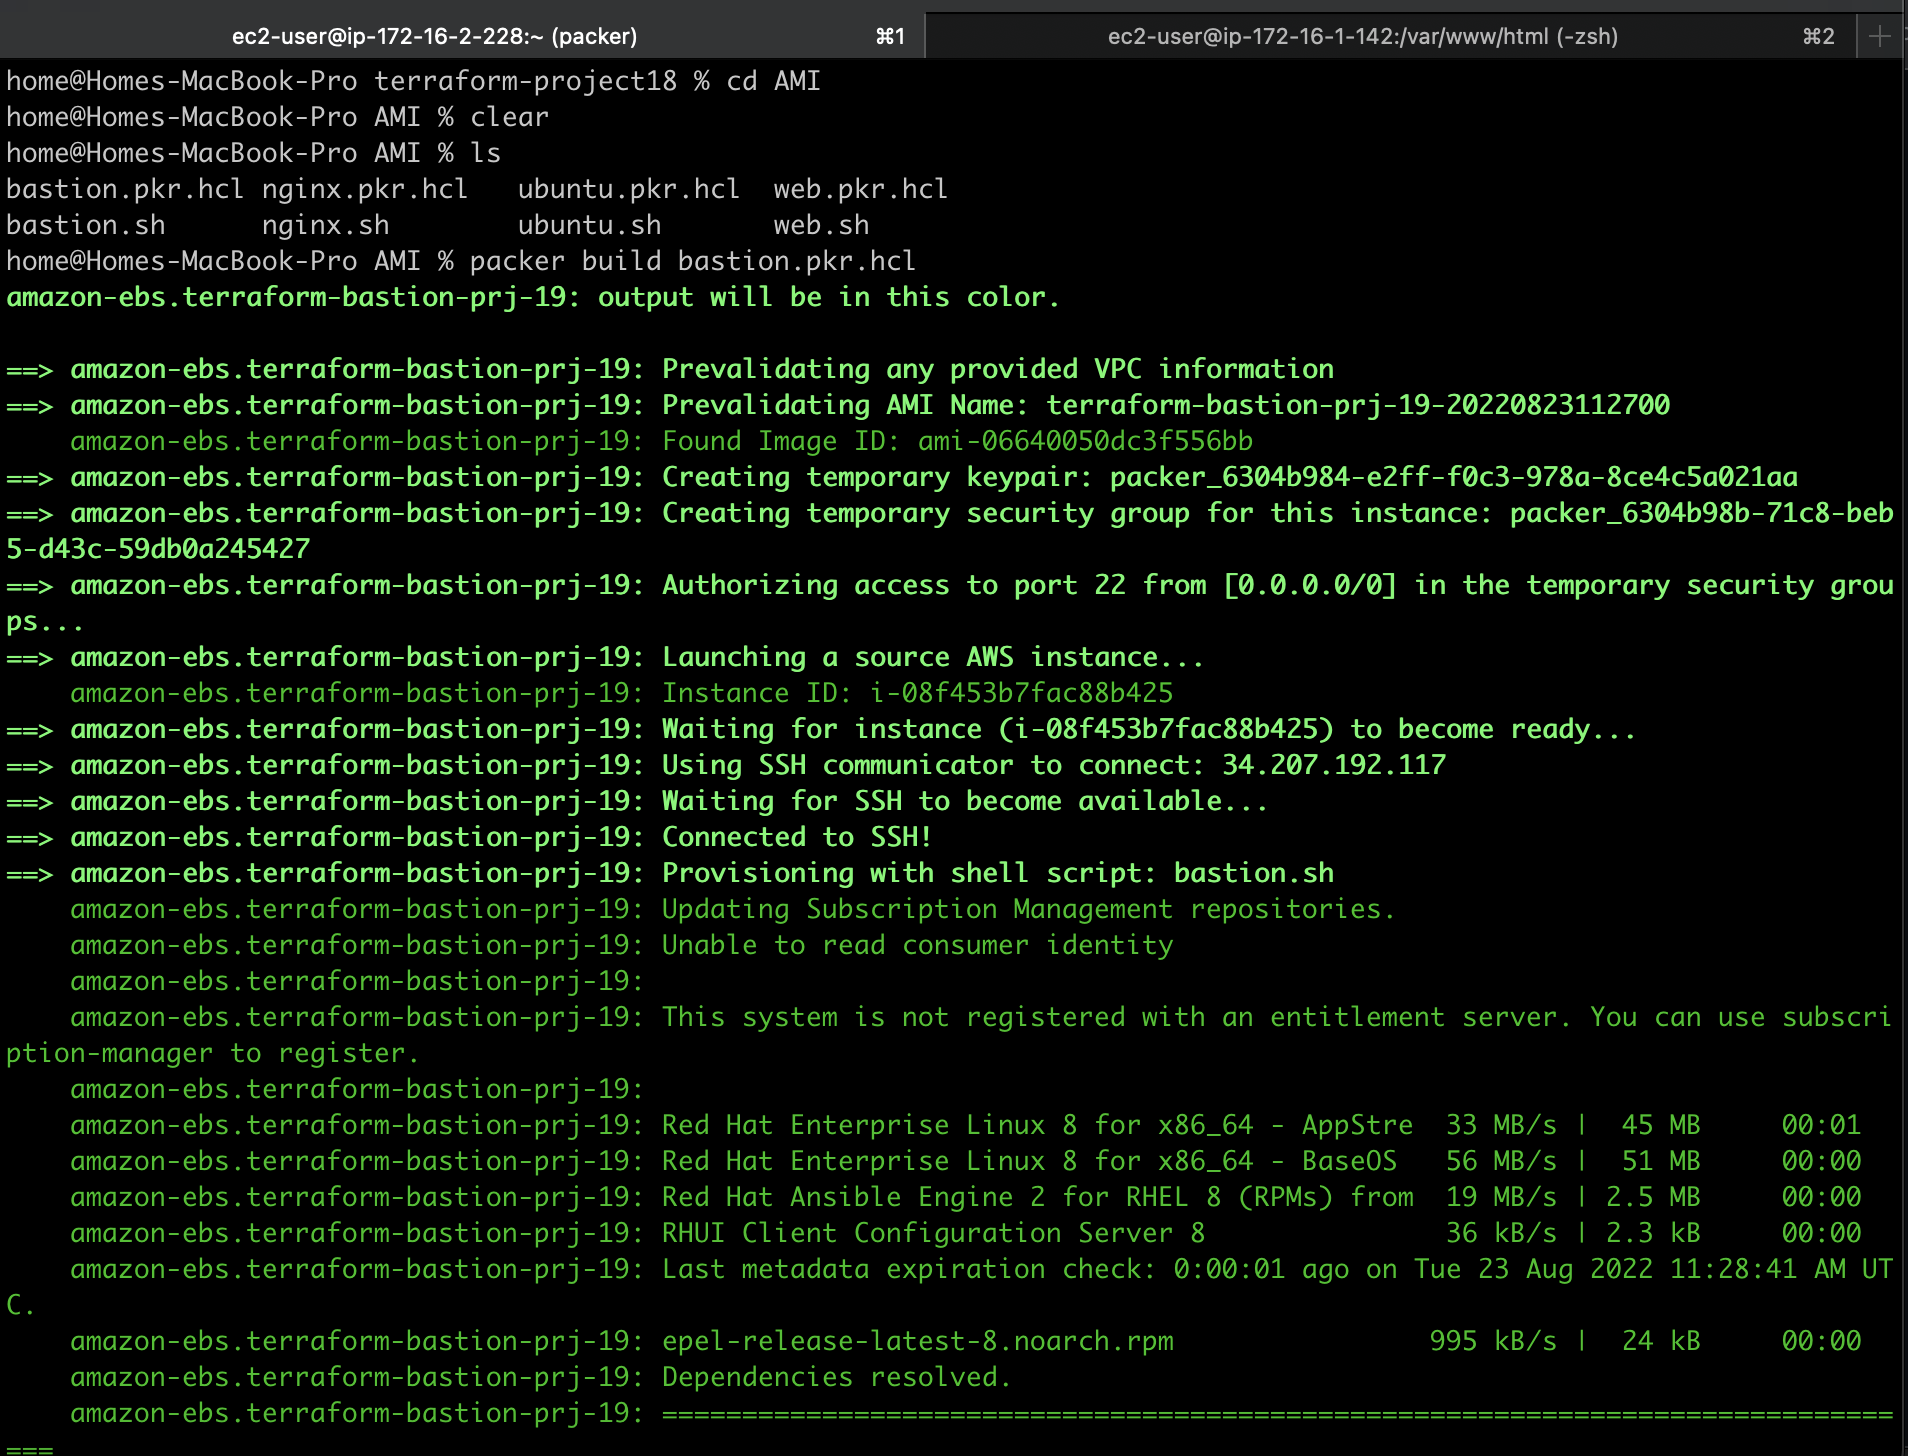 ec2-user@ip-172-16-2-228:~ (packer) ⌘1 ec2-user@ip-172-16-1-142:/var/www/html (-zsh) ⌘2 +
home@Homes-MacBook-Pro terraform-project18 % cd AMI
home@Homes-MacBook-Pro AMI % clear
home@Homes-MacBook-Pro AMI % ls
bastion.pkr.hcl nginx.pkr.hcl   ubuntu.pkr.hcl  web.pkr.hcl
bastion.sh      nginx.sh        ubuntu.sh       web.sh
home@Homes-MacBook-Pro AMI % packer build bastion.pkr.hcl
amazon-ebs.terraform-bastion-prj-19: output will be in this color.

==> amazon-ebs.terraform-bastion-prj-19: Prevalidating any provided VPC information
==> amazon-ebs.terraform-bastion-prj-19: Prevalidating AMI Name: terraform-bastion-prj-19-20220823112700
    amazon-ebs.terraform-bastion-prj-19: Found Image ID: ami-06640050dc3f556bb
==> amazon-ebs.terraform-bastion-prj-19: Creating temporary keypair: packer_6304b984-e2ff-f0c3-978a-8ce4c5a021aa
==> amazon-ebs.terraform-bastion-prj-19: Creating temporary security group for this instance: packer_6304b98b-71c8-beb
5-d43c-59db0a245427
==> amazon-ebs.terraform-bastion-prj-19: Authorizing access to port 22 from [0.0.0.0/0] in the temporary security grou
ps...
==> amazon-ebs.terraform-bastion-prj-19: Launching a source AWS instance...
    amazon-ebs.terraform-bastion-prj-19: Instance ID: i-08f453b7fac88b425
==> amazon-ebs.terraform-bastion-prj-19: Waiting for instance (i-08f453b7fac88b425) to become ready...
==> amazon-ebs.terraform-bastion-prj-19: Using SSH communicator to connect: 34.207.192.117
==> amazon-ebs.terraform-bastion-prj-19: Waiting for SSH to become available...
==> amazon-ebs.terraform-bastion-prj-19: Connected to SSH!
==> amazon-ebs.terraform-bastion-prj-19: Provisioning with shell script: bastion.sh
    amazon-ebs.terraform-bastion-prj-19: Updating Subscription Management repositories.
    amazon-ebs.terraform-bastion-prj-19: Unable to read consumer identity
    amazon-ebs.terraform-bastion-prj-19:
    amazon-ebs.terraform-bastion-prj-19: This system is not registered with an entitlement server. You can use subscri
ption-manager to register.
    amazon-ebs.terraform-bastion-prj-19:
    amazon-ebs.terraform-bastion-prj-19: Red Hat Enterprise Linux 8 for x86_64 - AppStre  33 MB/s |  45 MB     00:01
    amazon-ebs.terraform-bastion-prj-19: Red Hat Enterprise Linux 8 for x86_64 - BaseOS   56 MB/s |  51 MB     00:00
    amazon-ebs.terraform-bastion-prj-19: Red Hat Ansible Engine 2 for RHEL 8 (RPMs) from  19 MB/s | 2.5 MB     00:00
    amazon-ebs.terraform-bastion-prj-19: RHUI Client Configuration Server 8               36 kB/s | 2.3 kB     00:00
    amazon-ebs.terraform-bastion-prj-19: Last metadata expiration check: 0:00:01 ago on Tue 23 Aug 2022 11:28:41 AM UT
C.
    amazon-ebs.terraform-bastion-prj-19: epel-release-latest-8.noarch.rpm                995 kB/s |  24 kB     00:00
    amazon-ebs.terraform-bastion-prj-19: Dependencies resolved.
    amazon-ebs.terraform-bastion-prj-19: =============================================================================
===